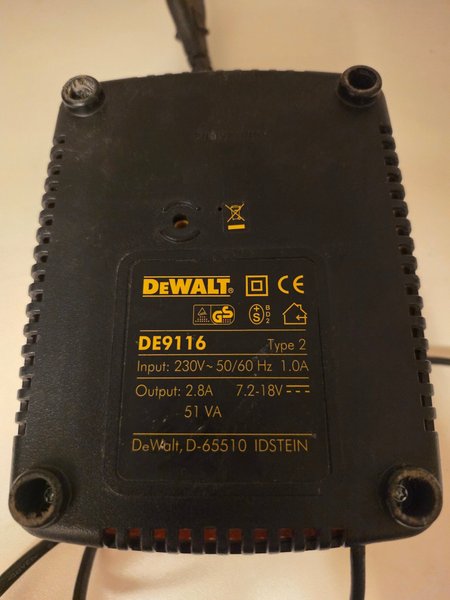 DEWALT®
CE
GS
+S BD2
DE9116 Type 2
Input: 230V~ 50/60 Hz 1.0A
Output: 2.8A 7.2-18V
51 VA
DeWalt, D-65510 IDSTEIN